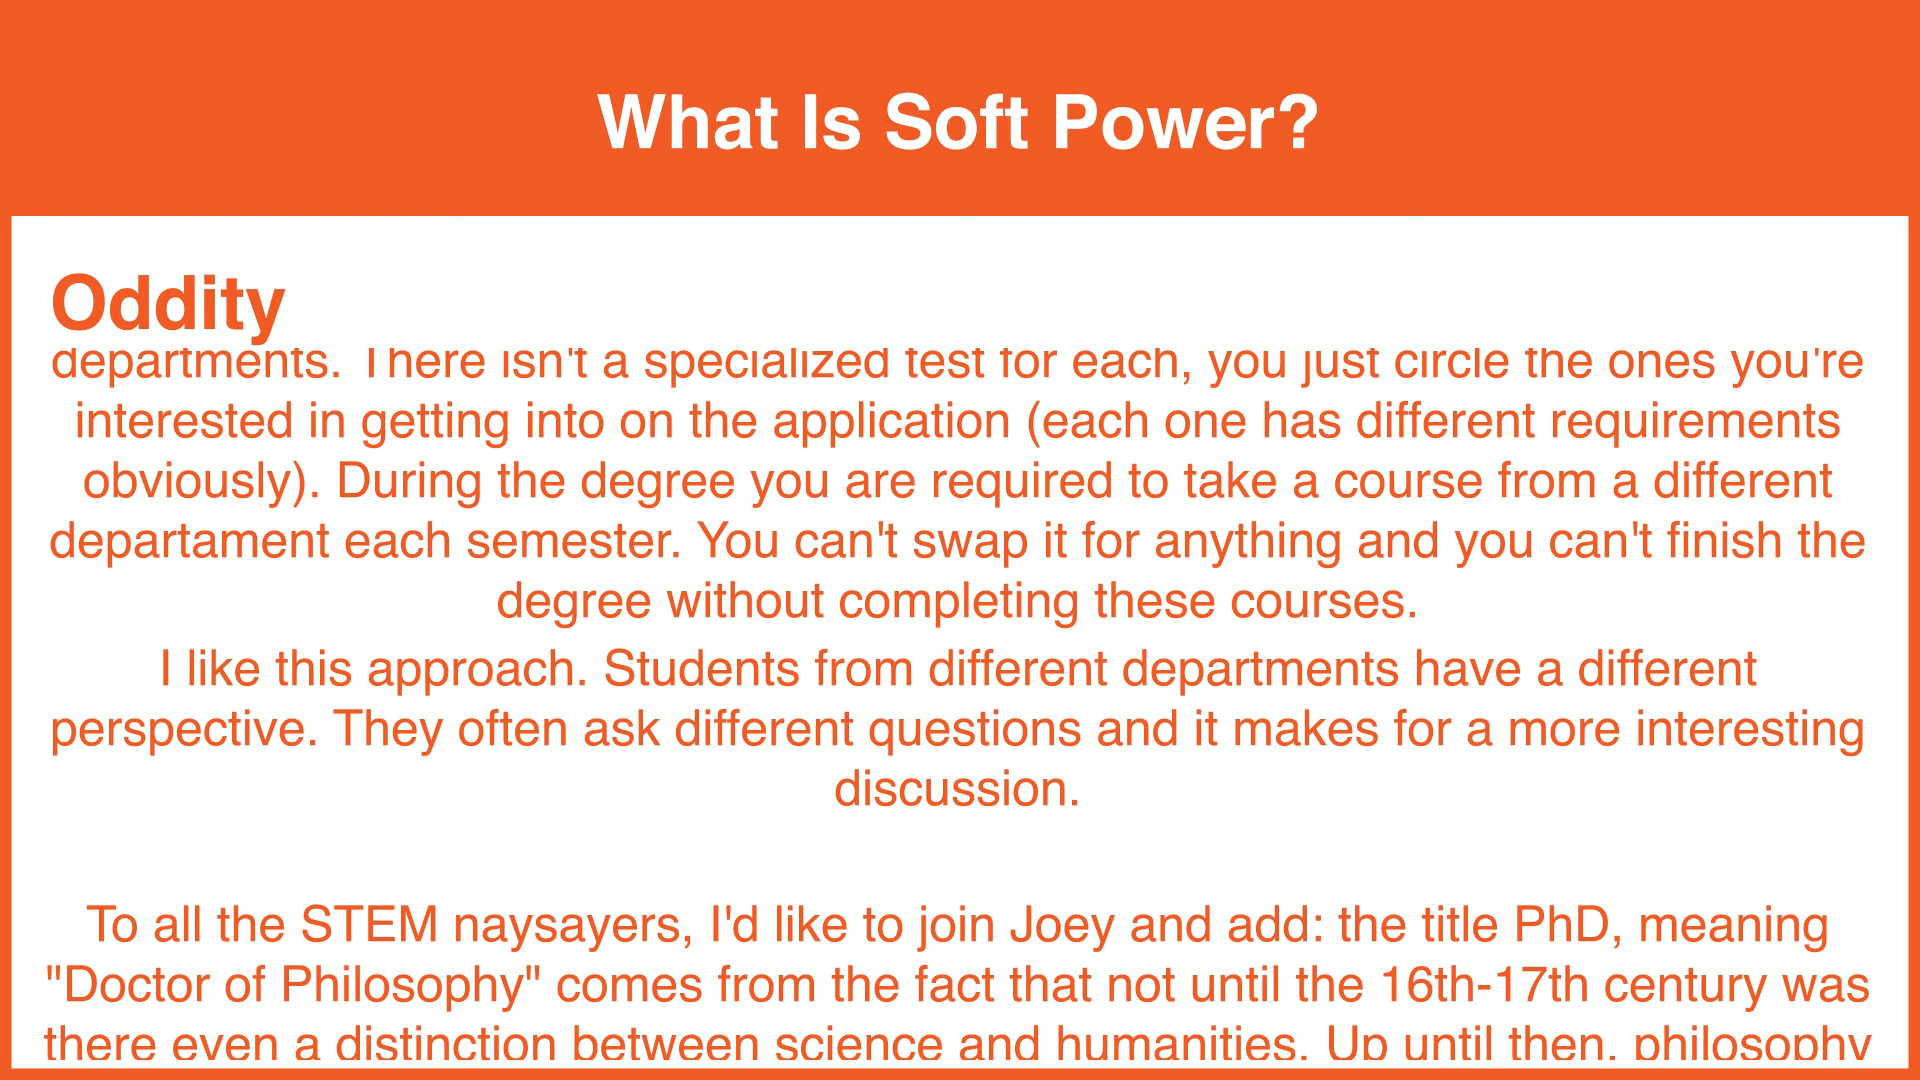 What Is Soft Power?
Oddity
departments. There isn't a specialized test for each, you just circle the ones you're
interested in getting into on the application (each one has different requirements
obviously). During the degree you are required to take a course from a different
departament each semester. You can't swap it for anything and you can't finish the
degree without completing these courses.
I like this approach. Students from different departments have a different
perspective. They often ask different questions and it makes for a more interesting
discussion.
To all the STEM naysayers, I'd like to join Joey and add: the title PhD, meaning
"Doctor of Philosophy" comes from the fact that not until the 16th-17th century was
there even a distinction between science and humanities. Up until then, philosophy